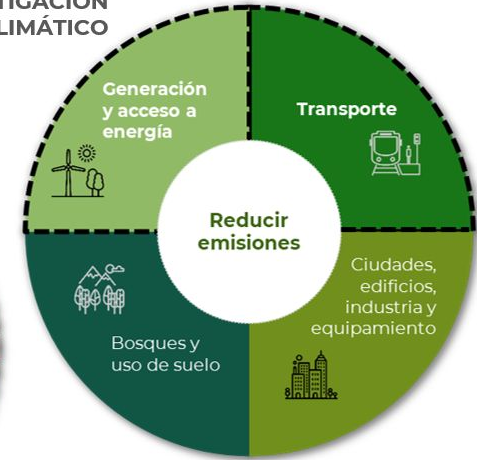 LIMÁTICO
Generación
y acceso a
energía
Transporte
Reducir
emisiones
Ciudades,
edificios,
industria y
equipamiento
Bosques y
uso de suelo